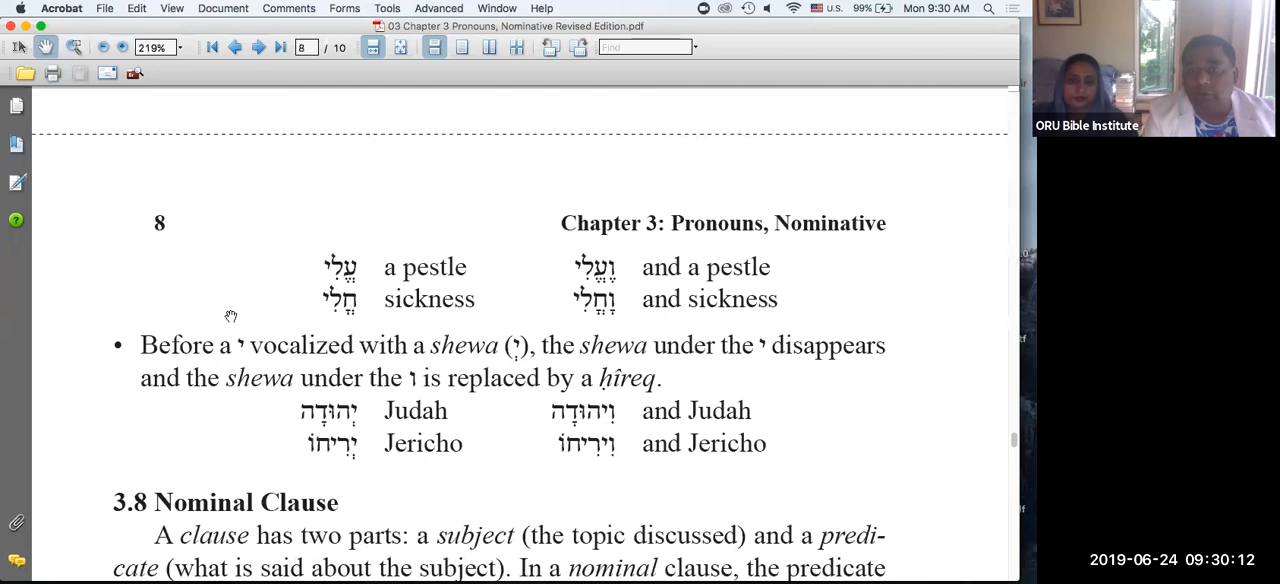 Acrobat File Edit View Document Comments Forms Tools Advanced Window Help U.S. 99% Mon 9:30 AM
03 Chapter 3 Pronouns, Nominative Revised Edition.pdf
219% 8 / 10 Find
ORU Bible Institute
8 Chapter 3: Pronouns, Nominative
עֱלִי a pestle וֶעֱלִי and a pestle
חֳלִי sickness וָחֳלִי and sickness
• Before a י vocalized with a shewa (יְ), the shewa under the י disappears
and the shewa under the ו is replaced by a ḥîreq.
יְהוּדָה Judah וִיהוּדָה and Judah
יְרִיחוֹ Jericho וִירִיחוֹ and Jericho
3.8 Nominal Clause
A clause has two parts: a subject (the topic discussed) and a predi-
cate (what is said about the subject). In a nominal clause, the predicate
2019-06-24 09:30:12